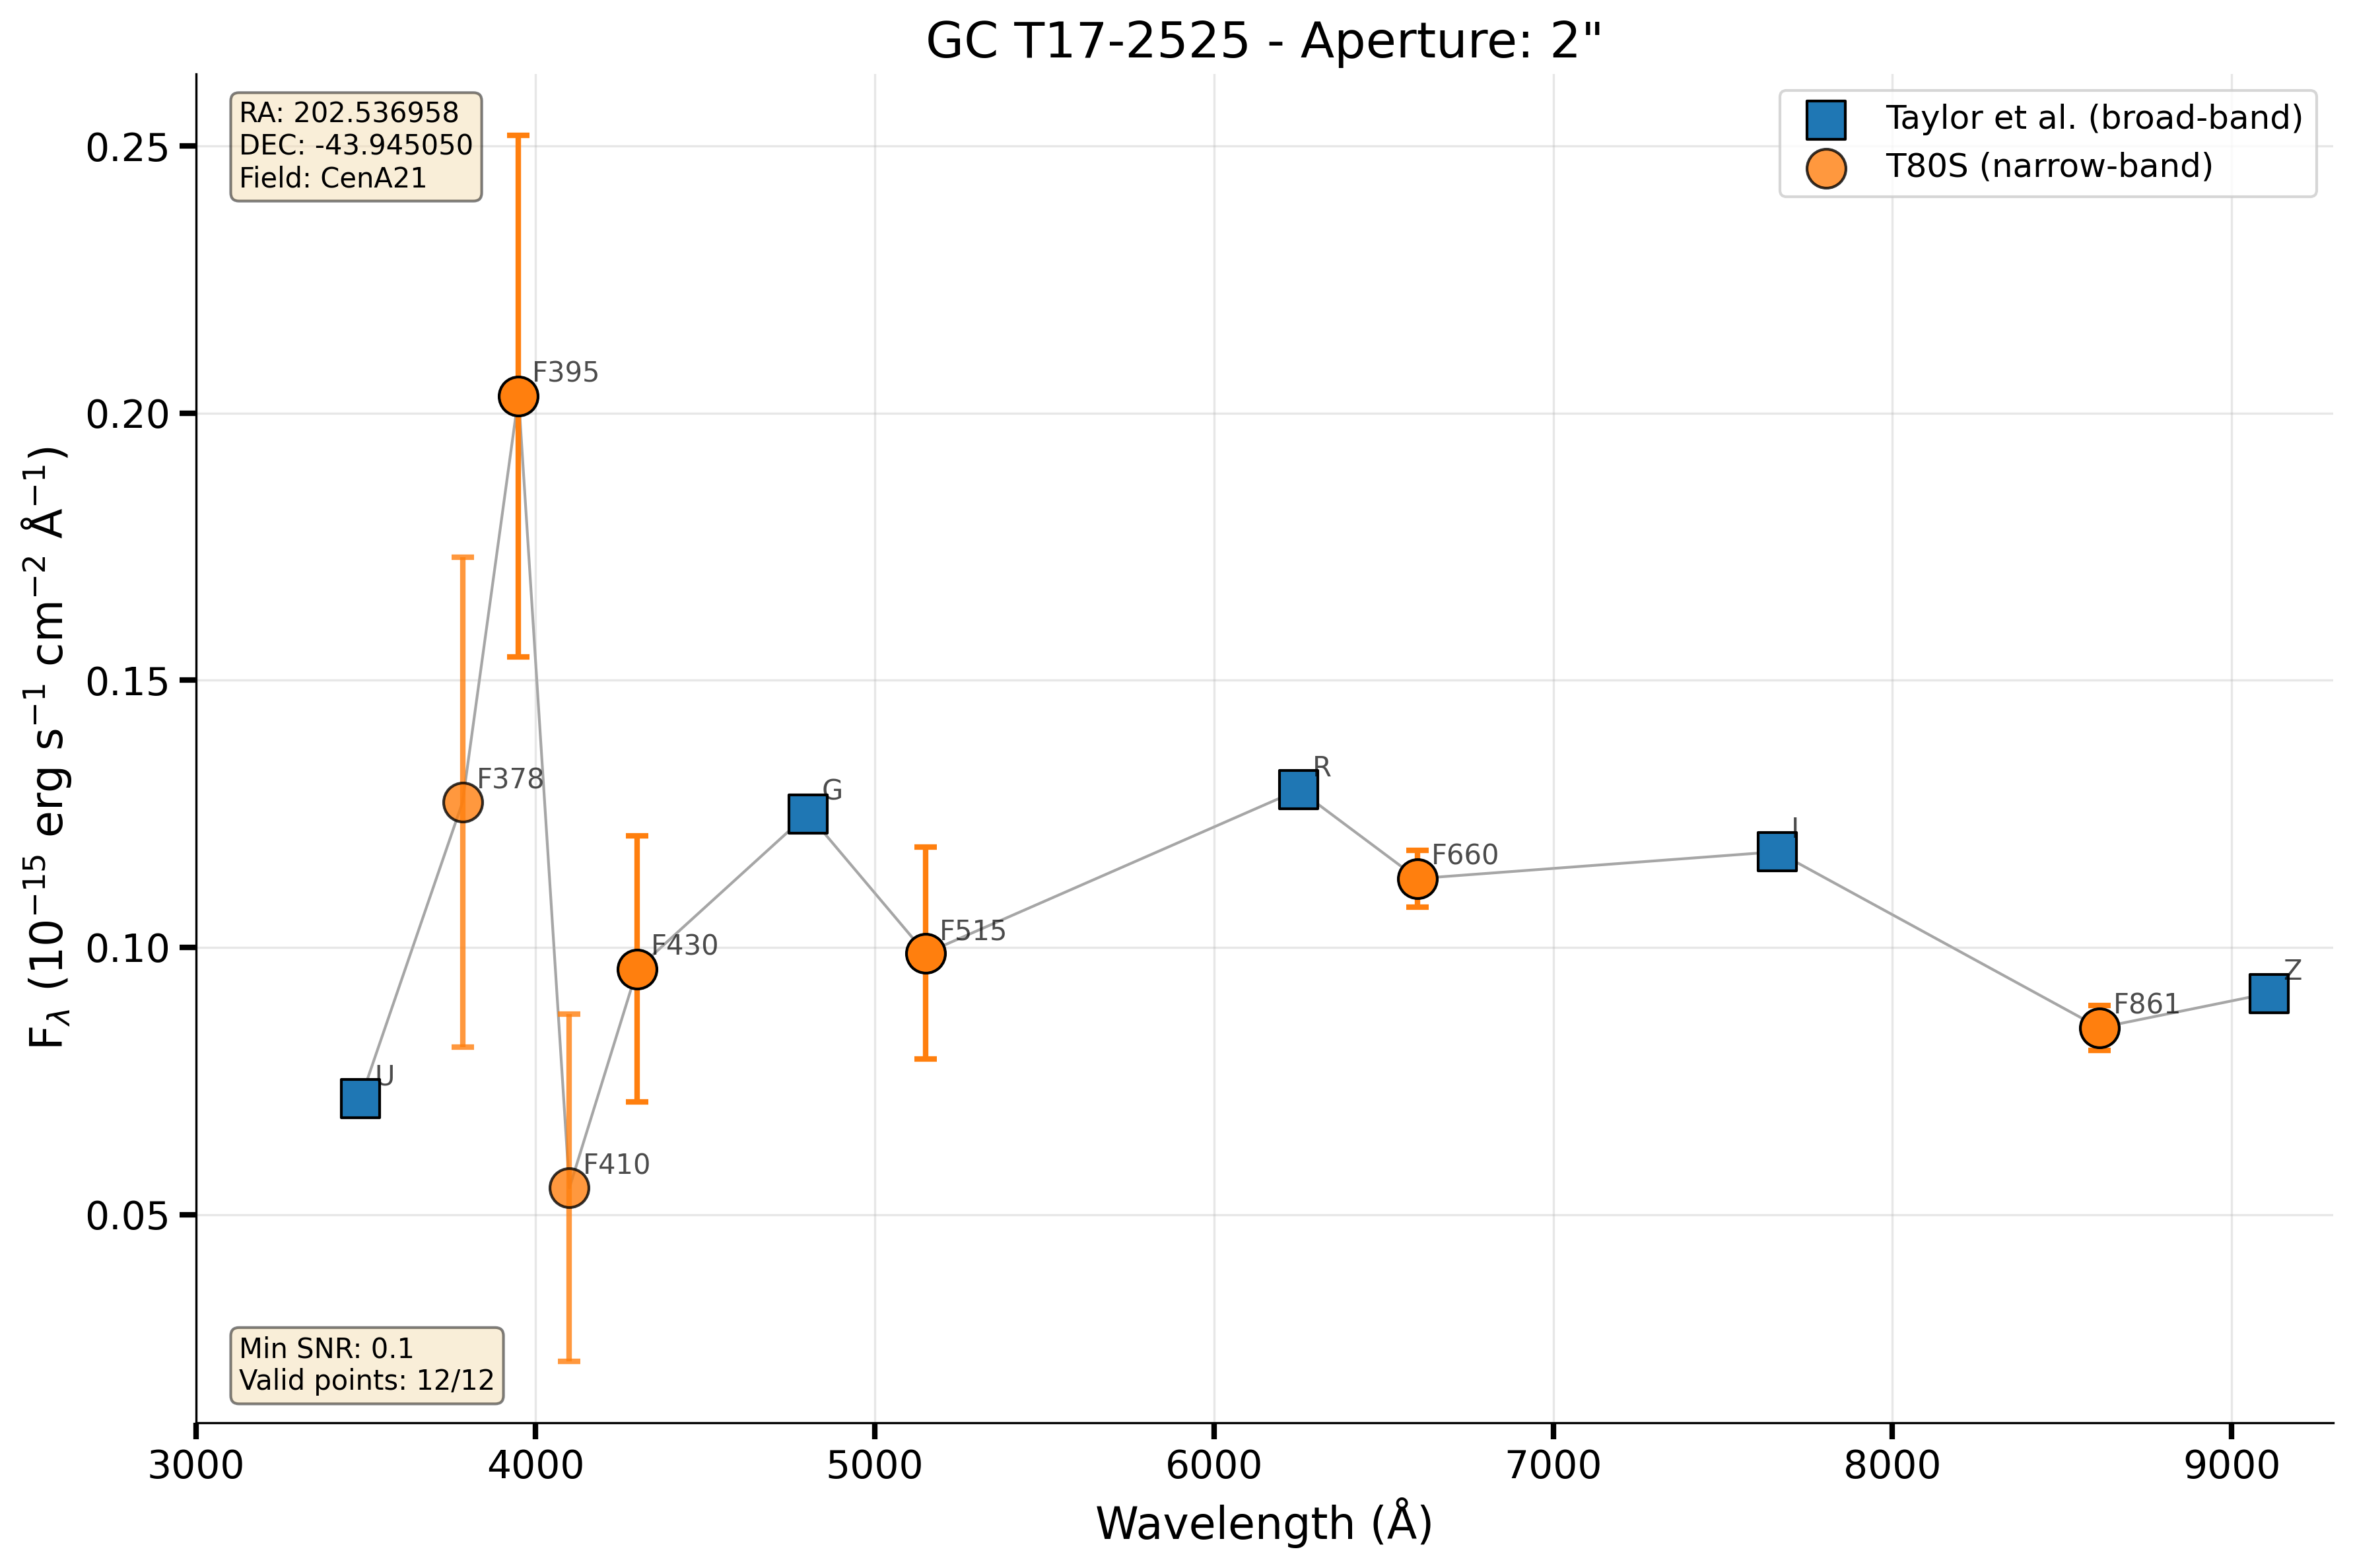 GC T17-2525 - Aperture: 2"
RA: 202.536958
DEC: -43.945050
Field: CenA21
Taylor et al. (broad-band)
T80S (narrow-band)
0.25
0.20
0.15
0.10
0.05
F395
F378
G
R
I
F660
F430
F515
Z
F861
U
F410
Min SNR: 0.1
Valid points: 12/12
3000 4000 5000 6000 7000 8000 9000
Wavelength (Å)
F_λ (10⁻¹⁵ erg s⁻¹ cm⁻² Å⁻¹)